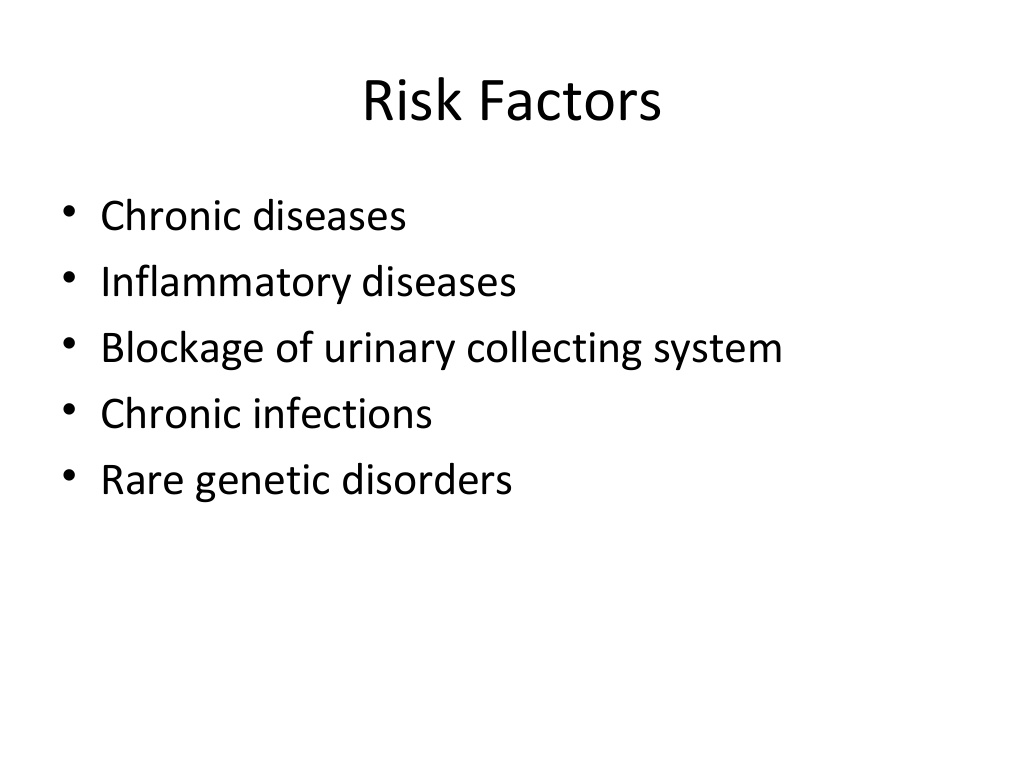 Risk Factors
• Chronic diseases
• Inflammatory diseases
• Blockage of urinary collecting system
• Chronic infections
• Rare genetic disorders